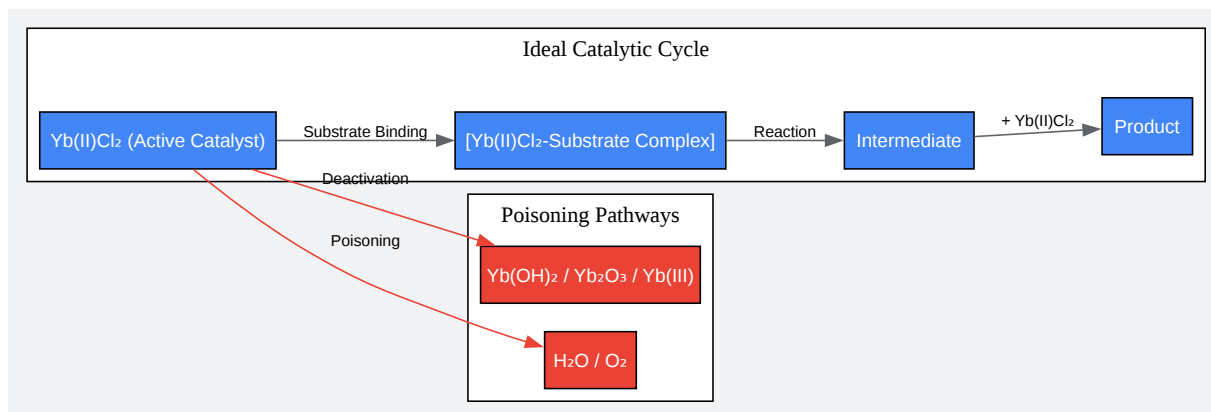 Ideal Catalytic Cycle
Yb(II)Cl₂ (Active Catalyst)
Substrate Binding
[Yb(II)Cl₂-Substrate Complex]
Reaction
Intermediate
+ Yb(II)Cl₂
Product
Deactivation
Poisoning Pathways
Poisoning
Yb(OH)₂ / Yb₂O₃ / Yb(III)
H₂O / O₂